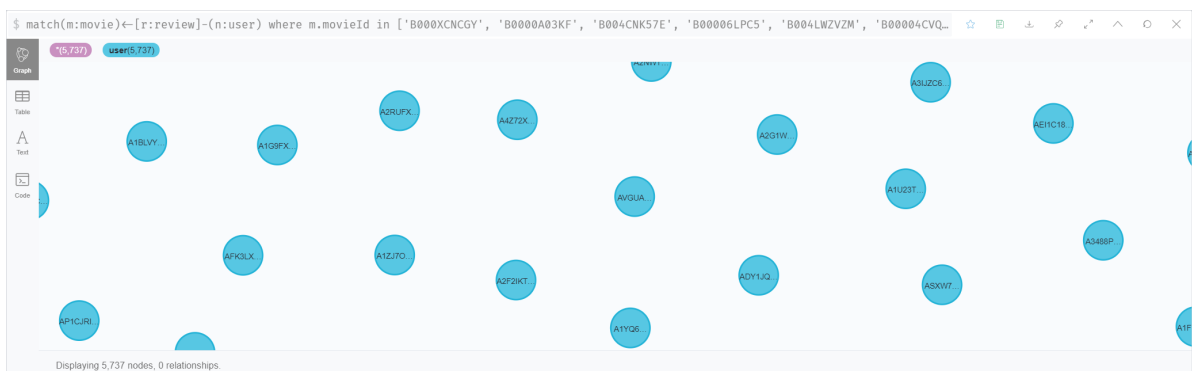 $ match(m:movie)<-[r:review]-(n:user) where m.movieId in ['B000XCNCGY', 'B0000A03KF', 'B004CNK57E', 'B00006LPC5', 'B004LWZVZM', 'B00004CVQ…
*(5,737) user(5,737)
Graph
Table
Text
Code
A3IJZC6...
A2RUFX...
A4Z72X...
AEI1C18...
A2G1W...
A1BLVY...
A1G9FX...
A1U23T...
AVGUA...
A3488P...
AFK3LX...
A1ZJ7O...
ADY1JQ...
A2F2IKT...
ASXW7...
AP1CJRI...
A1YQ6...
A1F
Displaying 5,737 nodes, 0 relationships.